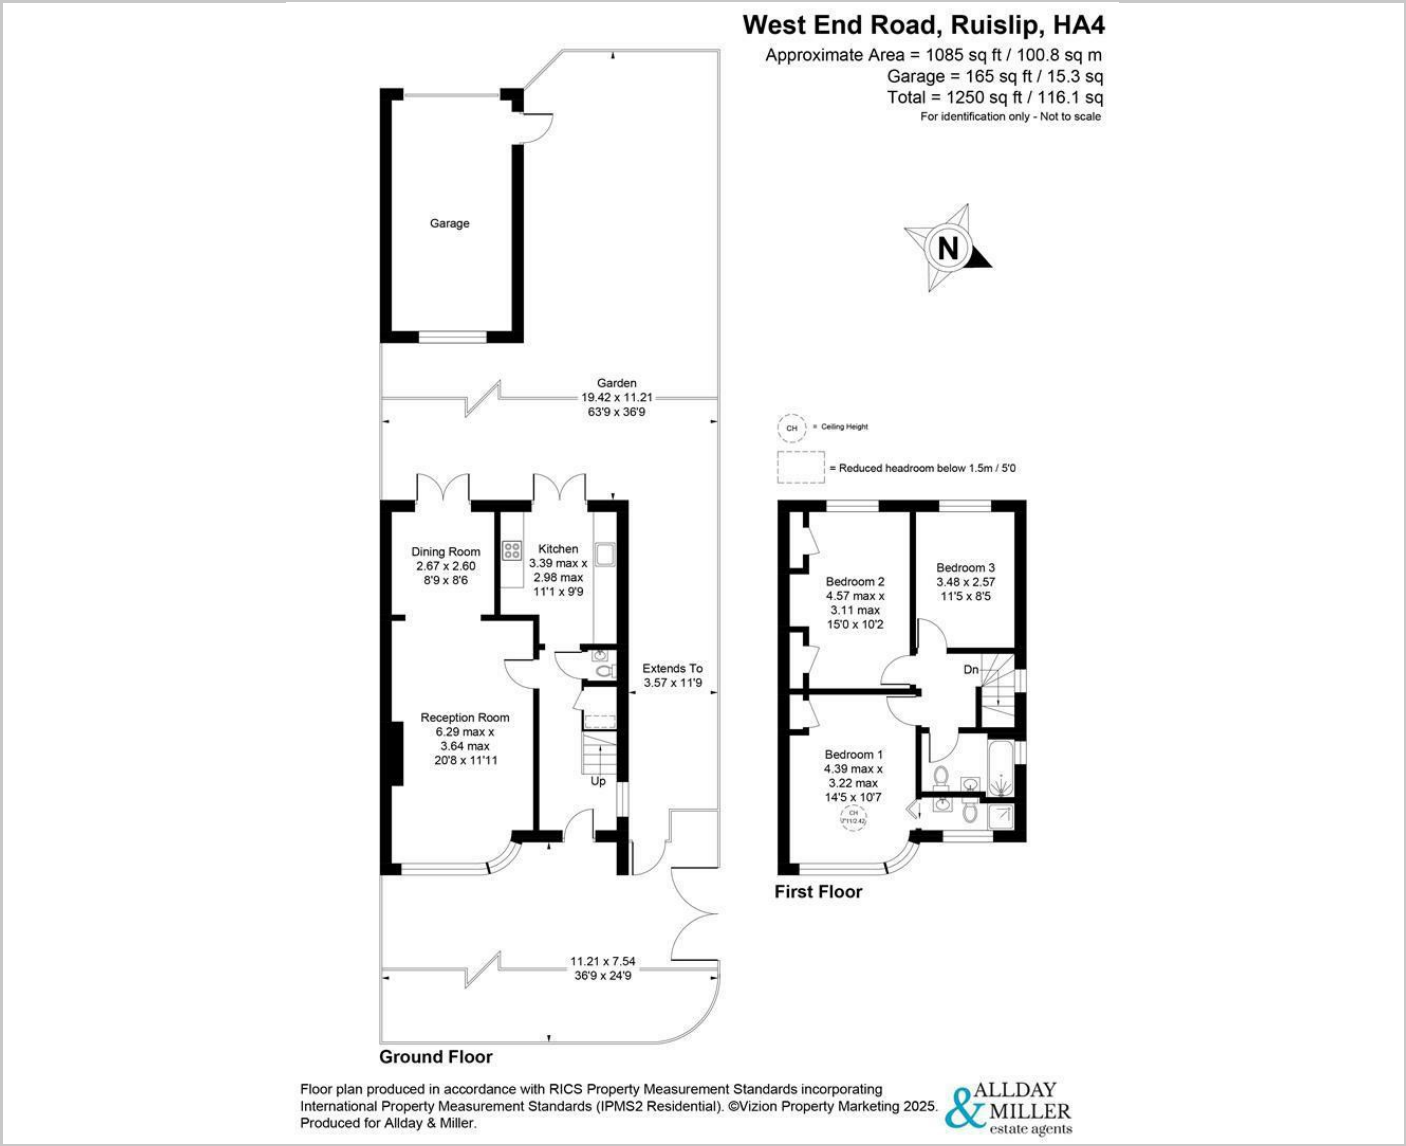 West End Road, Ruislip, HA4
Approximate Area = 1085 sq ft / 100.8 sq m
Garage = 165 sq ft / 15.3 sq
Total = 1250 sq ft / 116.1 sq
For identification only - Not to scale
Garage
N
Garden
19.42 x 11.21
63'9 x 36'9
CH
= Ceiling Height
= Reduced headroom below 1.5m / 5'0
Dining Room
2.67 x 2.60
8'9 x 8'6
Kitchen
3.39 max x
2.98 max
11'1 x 9'9
Extends To
3.57 x 11'9
Reception Room
6.29 max x
3.64 max
20'8 x 11'11
Up
Bedroom 2
4.57 max x
3.11 max
15'0 x 10'2
Bedroom 3
3.48 x 2.57
11'5 x 8'5
Dn
Bedroom 1
4.39 max x
3.22 max
14'5 x 10'7
CH
First Floor
11.21 x 7.54
36'9 x 24'9
Ground Floor
Floor plan produced in accordance with RICS Property Measurement Standards incorporating
International Property Measurement Standards (IPMS2 Residential). ©Vizion Property Marketing 2025.
Produced for Allday & Miller.
ALLDAY
& MILLER
estate agents